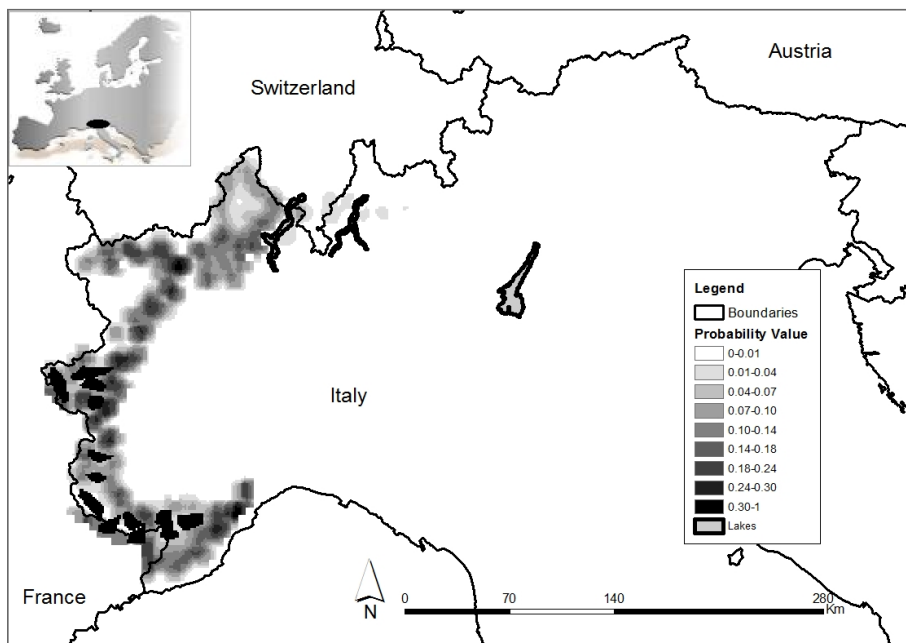 Austria
Switzerland
Legend
Boundaries
Probability Value
0-0.01
0.01-0.04
0.04-0.07
0.07-0.10
0.10-0.14
0.14-0.18
0.18-0.24
0.24-0.30
0.30-1
Lakes
Italy
France
N
0 70 140 280
Km